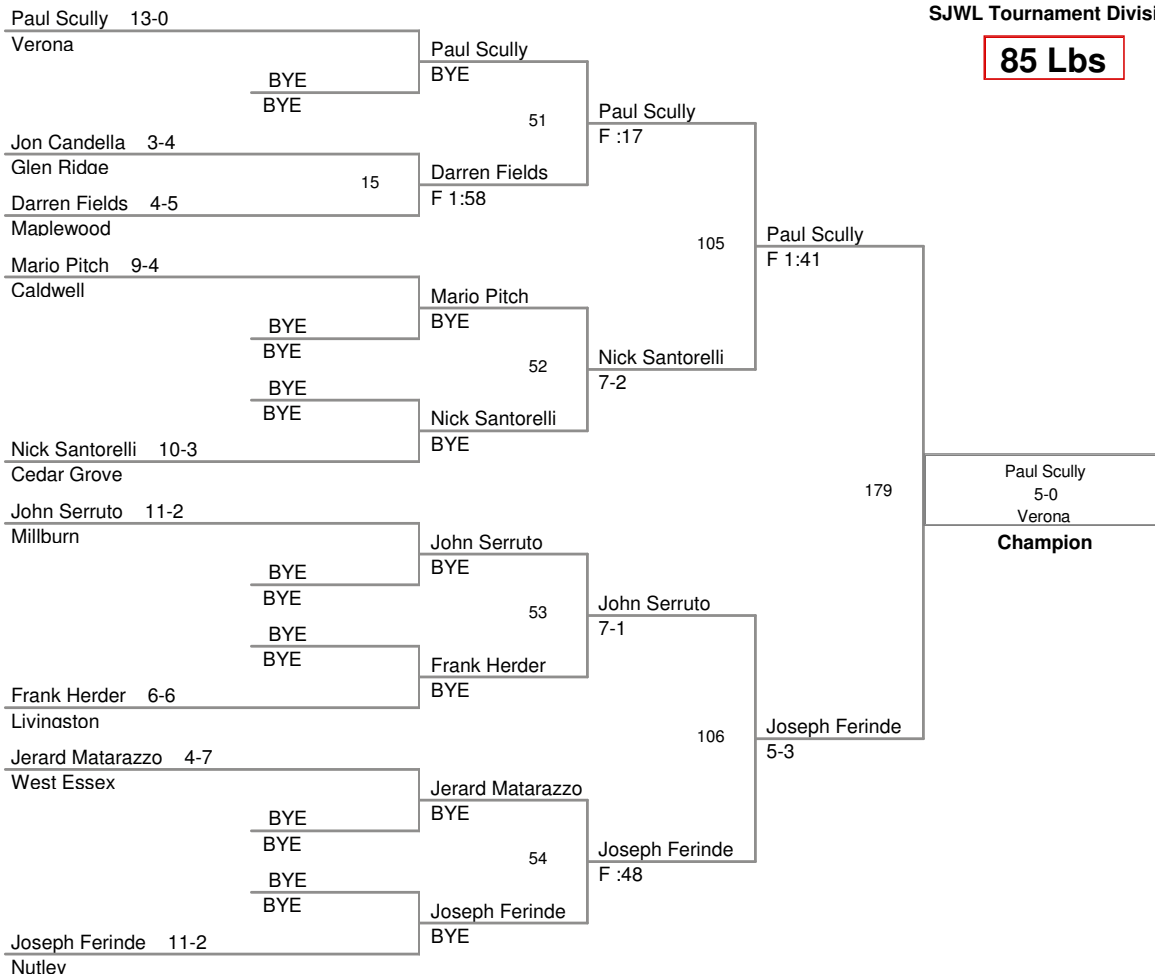 SJWL Tournament Divisi
85 Lbs
Paul Scully 13-0
Verona
BYE
BYE
Paul Scully
BYE
51
Paul Scully
F :17
Jon Candella 3-4
Glen Ridge
15
Darren Fields
F 1:58
Darren Fields 4-5
Maplewood
105
Paul Scully
F 1:41
Mario Pitch 9-4
Caldwell
Mario Pitch
BYE
BYE
BYE
52
Nick Santorelli
7-2
BYE
BYE
Nick Santorelli
BYE
Nick Santorelli 10-3
Cedar Grove
179
Paul Scully
5-0
Verona
Champion
John Serruto 11-2
Millburn
John Serruto
BYE
BYE
BYE
53
John Serruto
7-1
BYE
BYE
Frank Herder
BYE
Frank Herder 6-6
Livingston
106
Joseph Ferinde
5-3
Jerard Matarazzo 4-7
West Essex
Jerard Matarazzo
BYE
BYE
BYE
54
Joseph Ferinde
F :48
BYE
BYE
Joseph Ferinde
BYE
Joseph Ferinde 11-2
Nutley